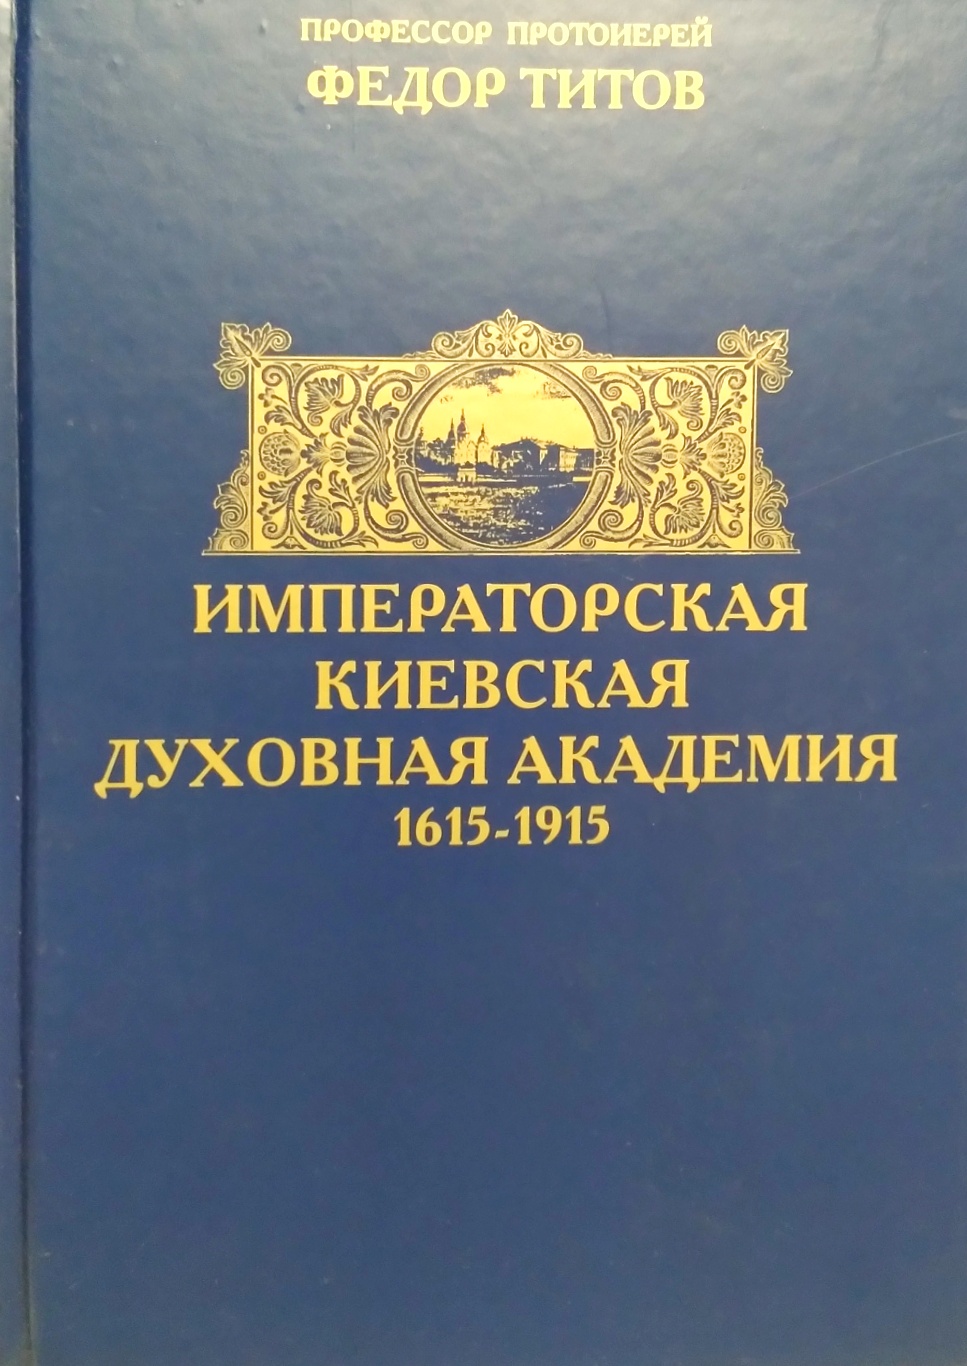 ПРОФЕССОР ПРОТОИЕРЕЙ
ФЕДОР ТИТОВ
ИМПЕРАТОРСКАЯ
КИЕВСКАЯ
ДУХОВНАЯ АКАДЕМИЯ
1615-1915